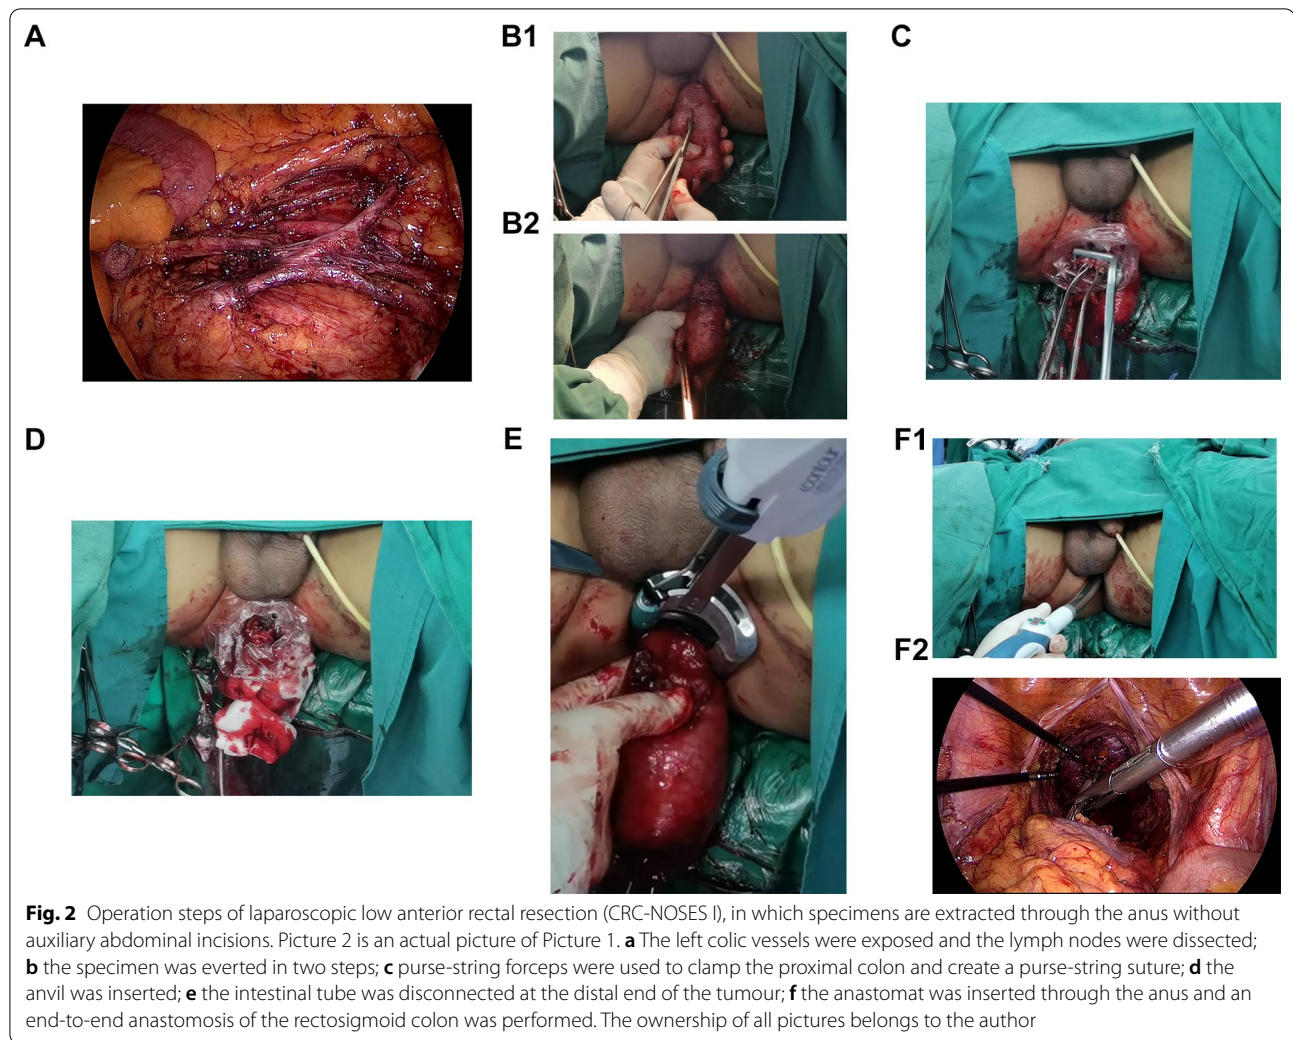 A
B1
C
B2
D
E
contour
F1
F2
Fig. 2 Operation steps of laparoscopic low anterior rectal resection (CRC-NOSES I), in which specimens are extracted through the anus without
auxiliary abdominal incisions. Picture 2 is an actual picture of Picture 1. a The left colic vessels were exposed and the lymph nodes were dissected;
b the specimen was everted in two steps; c purse-string forceps were used to clamp the proximal colon and create a purse-string suture; d the
anvil was inserted; e the intestinal tube was disconnected at the distal end of the tumour; f the anastomat was inserted through the anus and an
end-to-end anastomosis of the rectosigmoid colon was performed. The ownership of all pictures belongs to the author